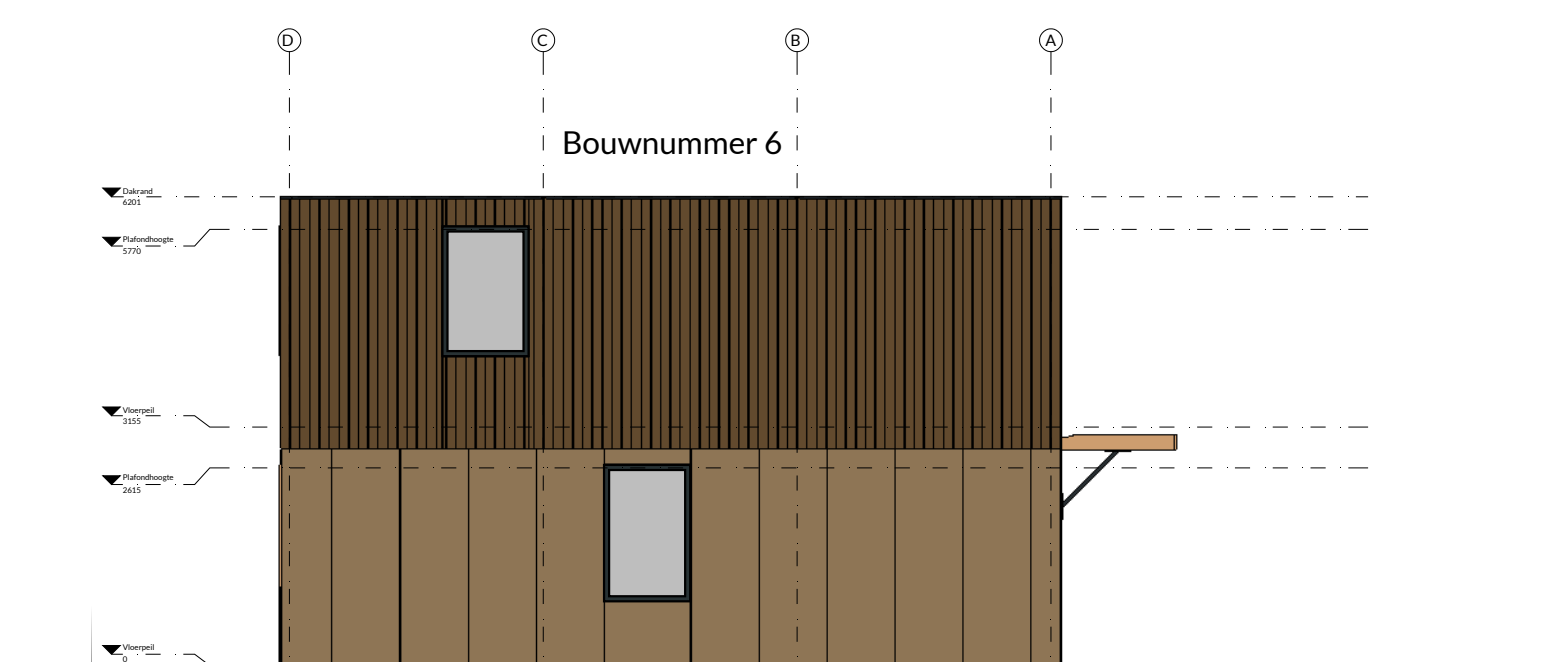 D C B A
Bouwnummer 6
Dakrand
6201
Plafondhoogte
5770
Vloerpeil
3155
Plafondhoogte
2615
Vloerpeil
0